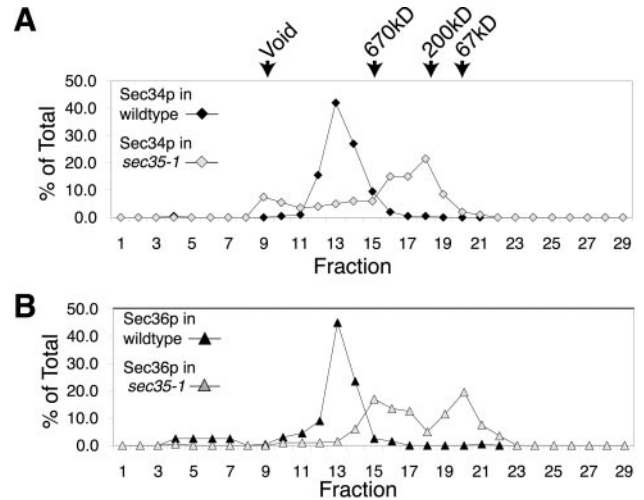 A
Void
670kD
200kD
67kD
50.0
40.0
30.0
20.0
10.0
0.0
% of Total
Sec34p in
wildtype
Sec34p in
sec35-1
1 3 5 7 9 11 13 15 17 19 21 23 25 27 29
Fraction
B
50.0
40.0
30.0
20.0
10.0
0.0
% of Total
Sec36p in
wildtype
Sec36p in
sec35-1
1 3 5 7 9 11 13 15 17 19 21 23 25 27 29
Fraction